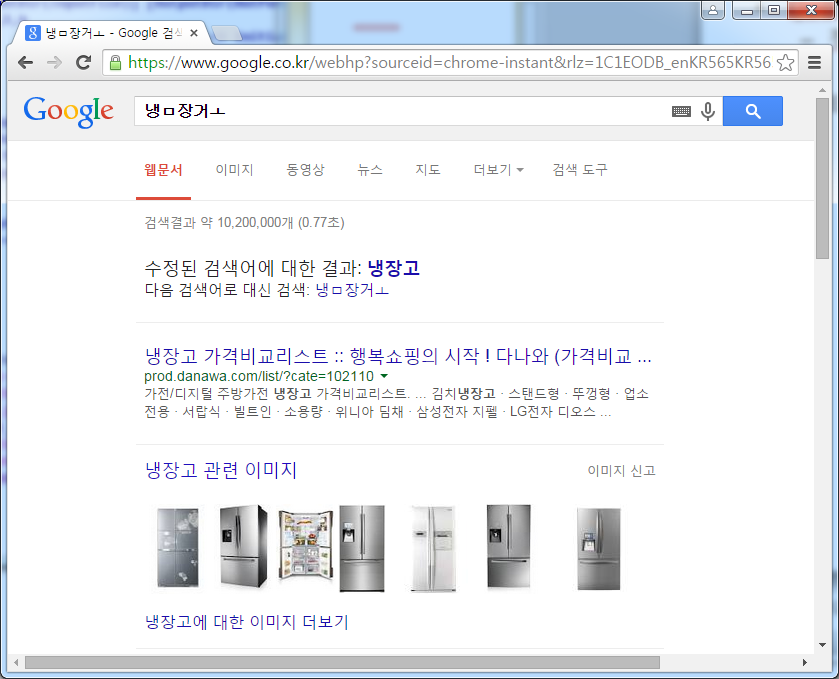 냉ㅁ장거ㅗ - Google 검색
https://www.google.co.kr/webhp?sourceid=chrome-instant&rlz=1C1EODB_enKR565KR56
Google
냉ㅁ장거ㅗ
웹문서 이미지 동영상 뉴스 지도 더보기 검색 도구
검색결과 약 10,200,000개 (0.77초)
수정된 검색어에 대한 결과: 냉장고
다음 검색어로 대신 검색: 냉ㅁ장거ㅗ
냉장고 가격비교리스트 :: 행복쇼핑의 시작 ! 다나와 (가격비교 ...
prod.danawa.com/list/?cate=102110
가전/디지털 주방가전 냉장고 가격비교리스트. ... 김치냉장고 · 스탠드형 · 뚜껑형 · 업소
전용 · 서랍식 · 빌트인 · 소용량 · 위니아 딤채 · 삼성전자 지펠 · LG전자 디오스 ...
냉장고 관련 이미지 이미지 신고
냉장고에 대한 이미지 더보기